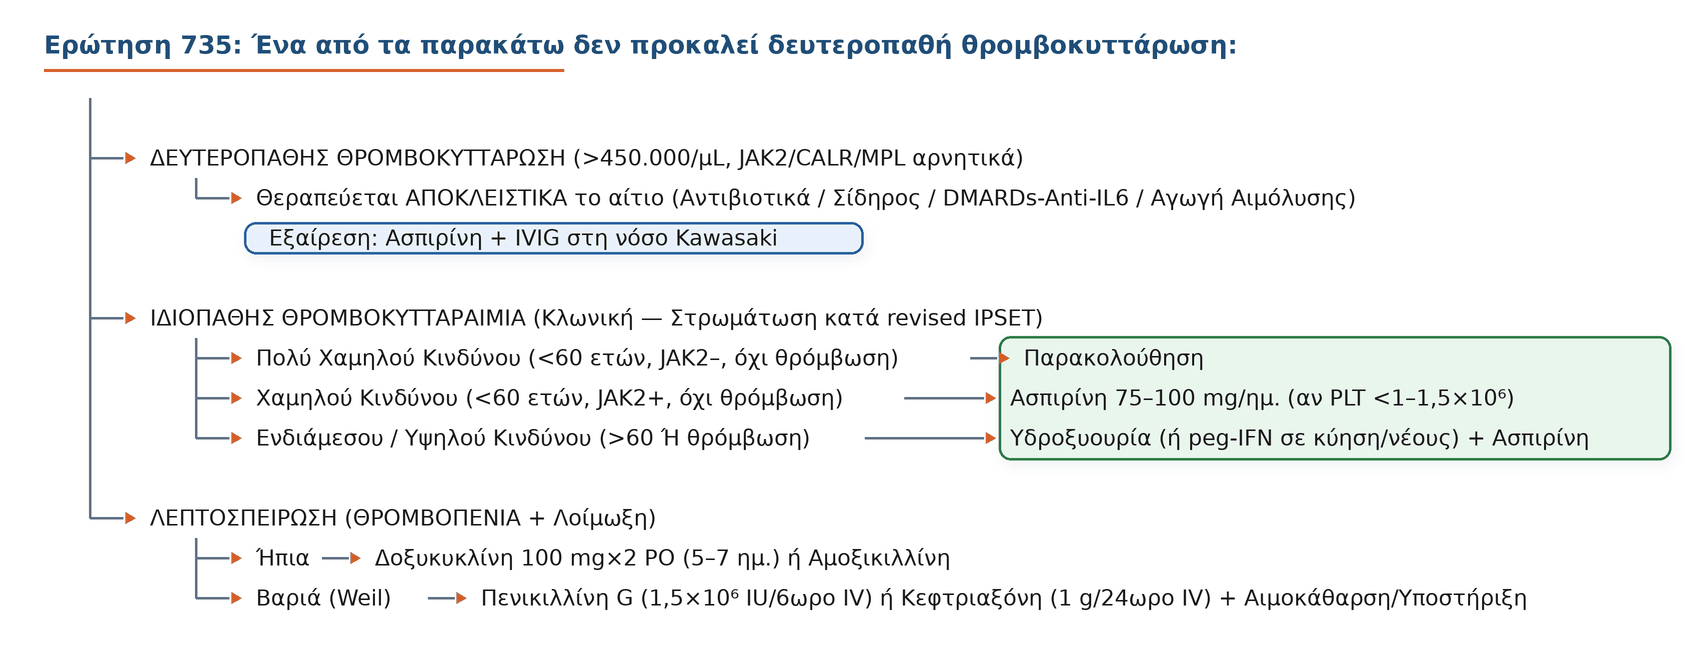 Ερώτηση 735: Ένα από τα παρακάτω δεν προκαλεί δευτεροπαθή θρομβοκυττάρωση:
ΔΕΥΤΕΡΟΠΑΘΗΣ ΘΡΟΜΒΟΚΥΤΤΑΡΩΣΗ (>450.000/μL, JAK2/CALR/MPL αρνητικά)
Θεραπεύεται ΑΠΟΚΛΕΙΣΤΙΚΑ το αίτιο (Αντιβιοτικά / Σίδηρος / DMARDs-Anti-IL6 / Αγωγή Αιμόλυσης)
Εξαίρεση: Ασπιρίνη + IVIG στη νόσο Kawasaki
ΙΔΙΟΠΑΘΗΣ ΘΡΟΜΒΟΚΥΤΤΑΡΑΙΜΙΑ (Κλωνική — Στρωμάτωση κατά revised IPSET)
Πολύ Χαμηλού Κινδύνου (<60 ετών, JAK2–, όχι θρόμβωση) Παρακολούθηση
Χαμηλού Κινδύνου (<60 ετών, JAK2+, όχι θρόμβωση) Ασπιρίνη 75–100 mg/ημ. (αν PLT <1–1,5×10⁶)
Ενδιάμεσου / Υψηλού Κινδύνου (>60 Ή θρόμβωση) Υδροξυουρία (ή peg-IFN σε κύηση/νέους) + Ασπιρίνη
ΛΕΠΤΟΣΠΕΙΡΩΣΗ (ΘΡΟΜΒΟΠΕΝΙΑ + Λοίμωξη)
Ήπια Δοξυκυκλίνη 100 mg×2 PO (5–7 ημ.) ή Αμοξικιλλίνη
Βαριά (Weil) Πενικιλλίνη G (1,5×10⁶ IU/6ωρο IV) ή Κεφτριαξόνη (1 g/24ωρο IV) + Αιμοκάθαρση/Υποστήριξη